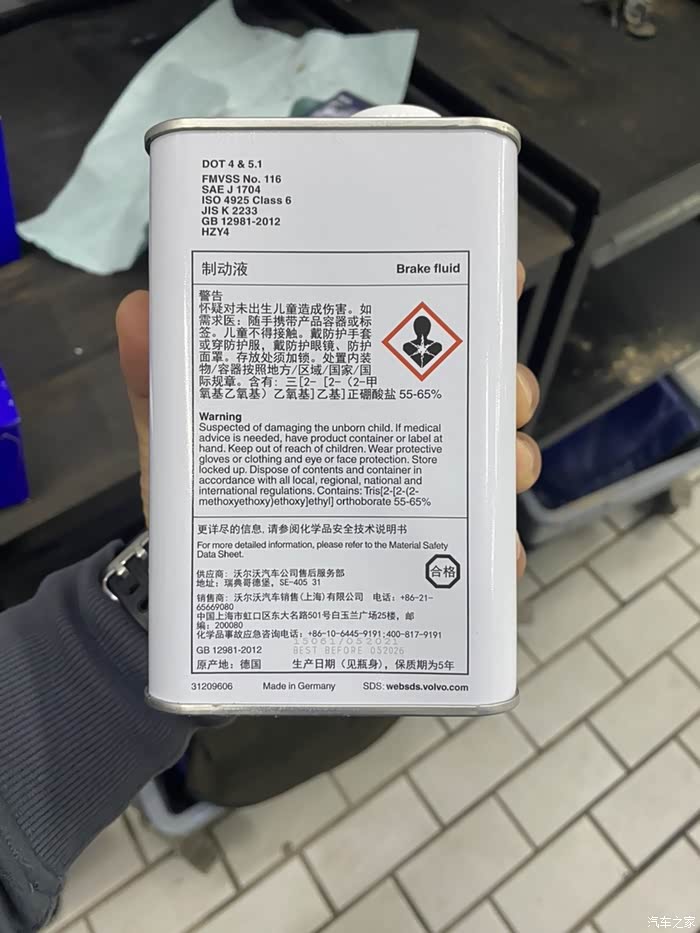 DOT 4 & 5.1
FMVSS No. 116
SAE J 1704
ISO 4925 Class 6
JIS K 2233
GB 12981-2012
HZY4
制动液 Brake fluid
警告
怀疑对未出生儿童造成伤害。如
需求医：随手携带产品容器或标
签。儿童不得接触。戴防护手套
或穿防护服，戴防护眼镜、防护
面罩。存放处须加锁。处置内装
物/容器按照地方/区域/国家/国
际规章。含有：三[2- [2-（2-甲
氧基乙氧基）乙氧基]乙基]正硼酸盐 55-65%
Warning
Suspected of damaging the unborn child. If medical
advice is needed, have product container or label at
hand. Keep out of reach of children. Wear protective
gloves or clothing and eye or face protection. Store
locked up. Dispose of contents and container in
accordance with all local, regional, national and
international regulations. Contains: Tris[2-[2-(2-
methoxyethoxy)ethoxy]ethyl] orthoborate 55-65%
更详尽的信息, 请参阅化学品安全技术说明书
For more detailed information, please refer to the Material Safety
Data Sheet.
合格
供应商: 沃尔沃汽车公司售后服务部
地址: 瑞典哥德堡, SE-405 31
销售商: 沃尔沃汽车销售(上海)有限公司 电话: +86-21-
65669080
中国上海市虹口区东大名路501号白玉兰广场25楼, 邮
编: 200080
化学品事故应急咨询电话: +86-10-6445-9191;400-817-9191
15061/052021
GB 12981-2012 BEST BEFORE 052026
原产地: 德国 生产日期（见瓶身），保质期为5年
31209606 Made in Germany SDS: websds.volvo.com
汽车之家